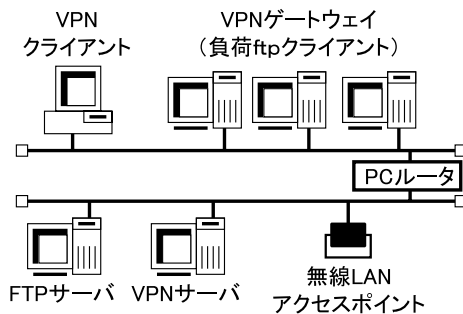 VPN
クライアント
VPNゲートウェイ
（負荷ftpクライアント）
PCルータ
FTPサーバ
VPNサーバ
無線LAN
アクセスポイント